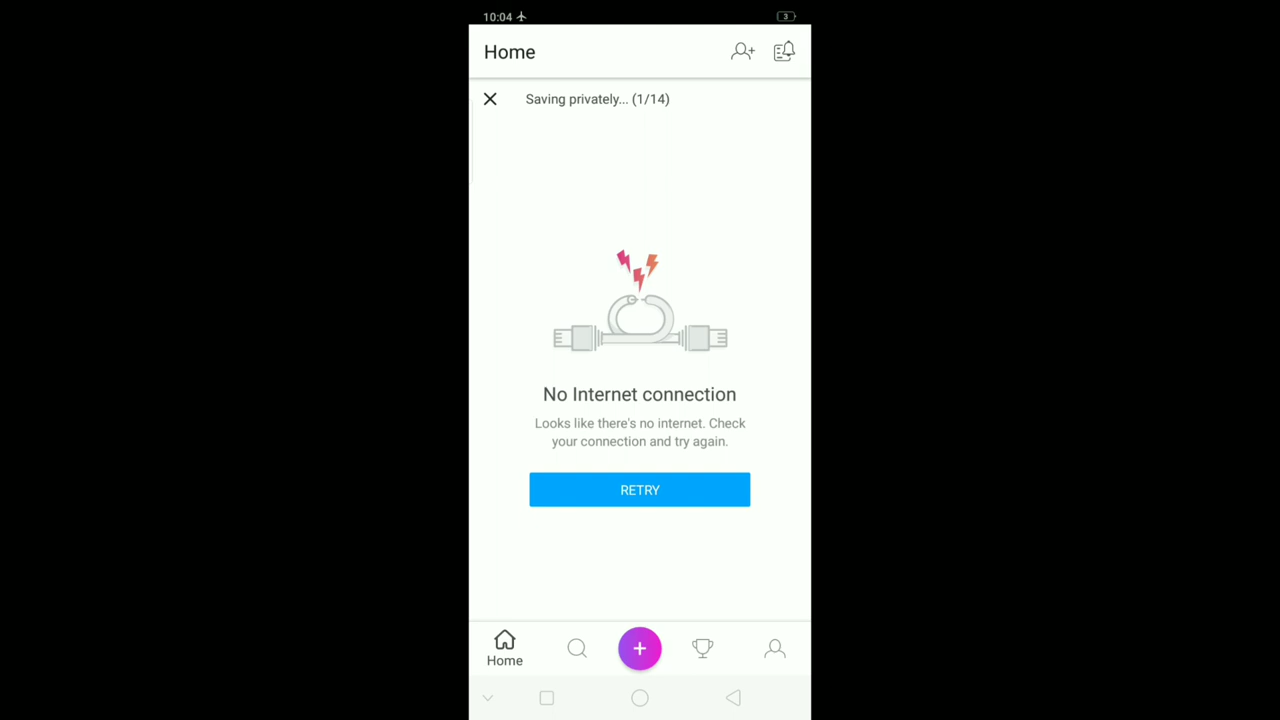 10:04
3
Home
Saving privately... (1/14)
No Internet connection
Looks like there's no internet. Check
your connection and try again.
RETRY
Home